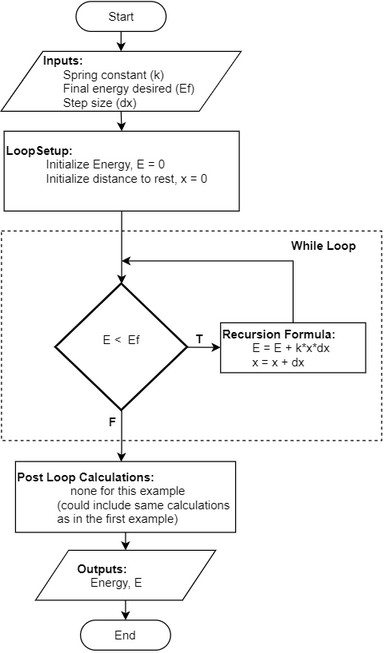 Start
Inputs:
Spring constant (k)
Final energy desired (Ef)
Step size (dx)
LoopSetup:
Initialize Energy, E = 0
Initialize distance to rest, x = 0
While Loop
E < Ef
T
Recursion Formula:
E = E + k*x*dx
x = x + dx
F
Post Loop Calculations:
none for this example
(could include same calculations
as in the first example)
Outputs:
Energy, E
End